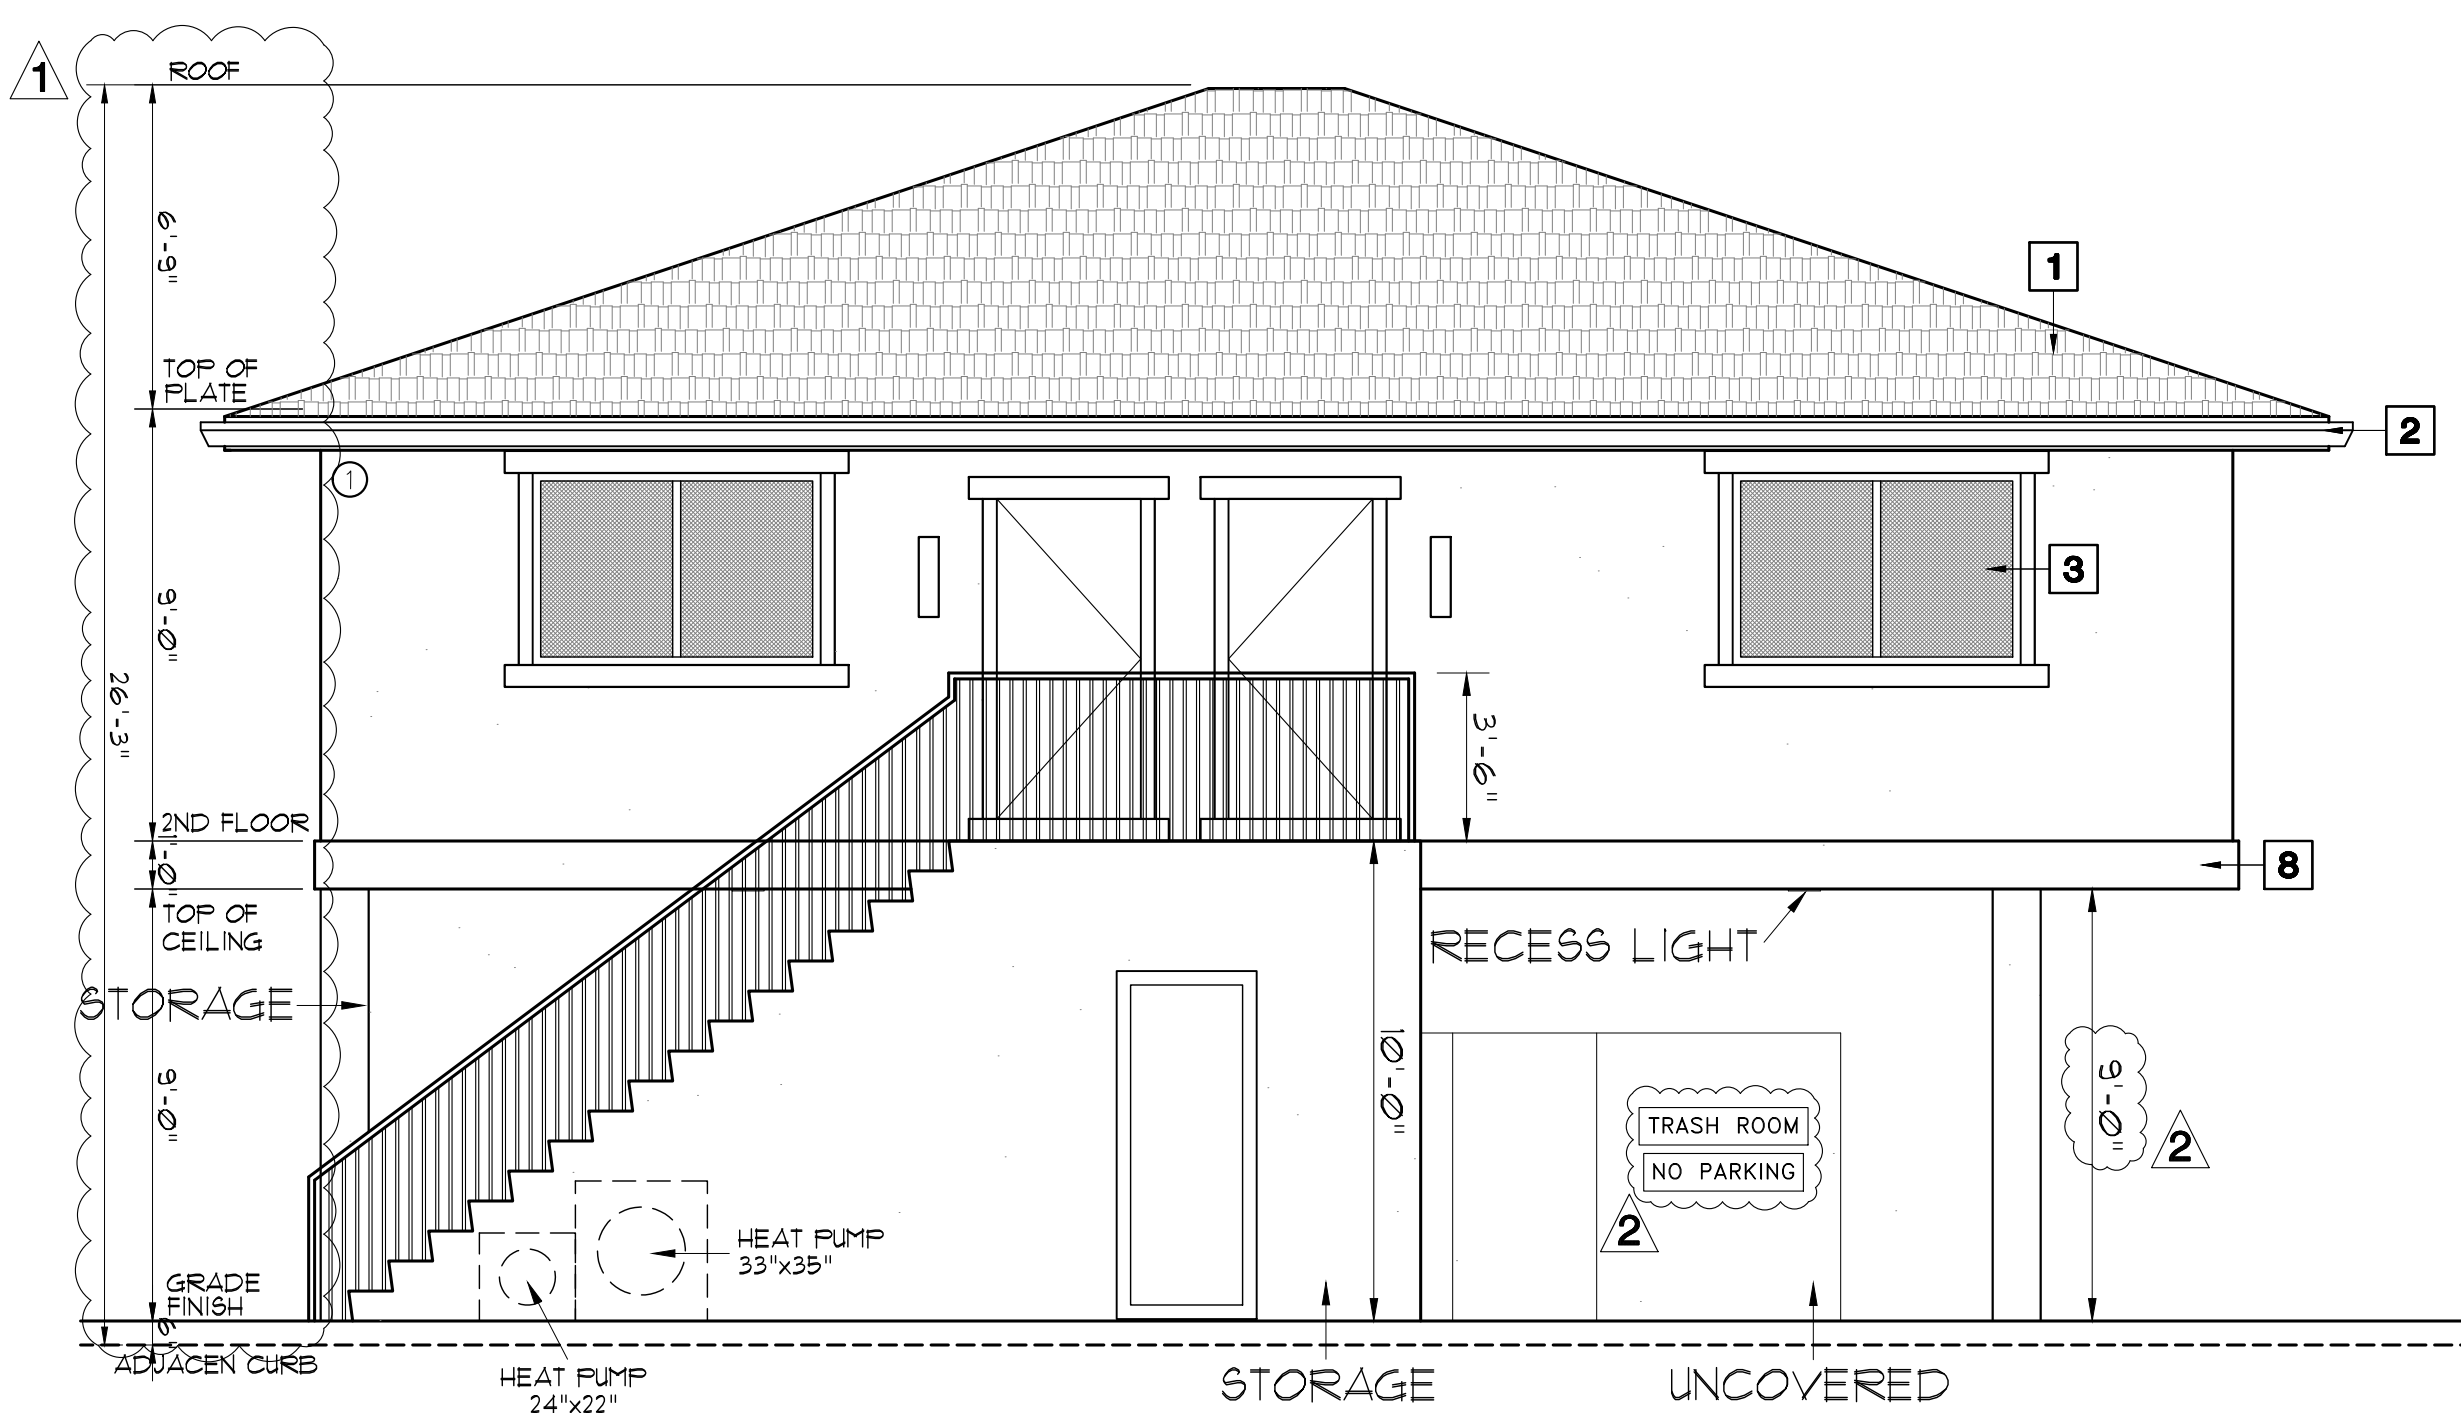 1
ROOF
6'-9"
1
TOP OF
PLATE
2
1
3
9'-0"
26'-3"
3'-6"
2ND FLOOR
1'-0"
8
TOP OF
CEILING
RECESS LIGHT
STORAGE
9'-0"
10'-0"
9'-0"
2
TRASH ROOM
NO PARKING
2
HEAT PUMP
33"x35"
GRADE
FINISH
6"
ADJACEN CURB
HEAT PUMP
24"x22"
STORAGE
UNCOVERED